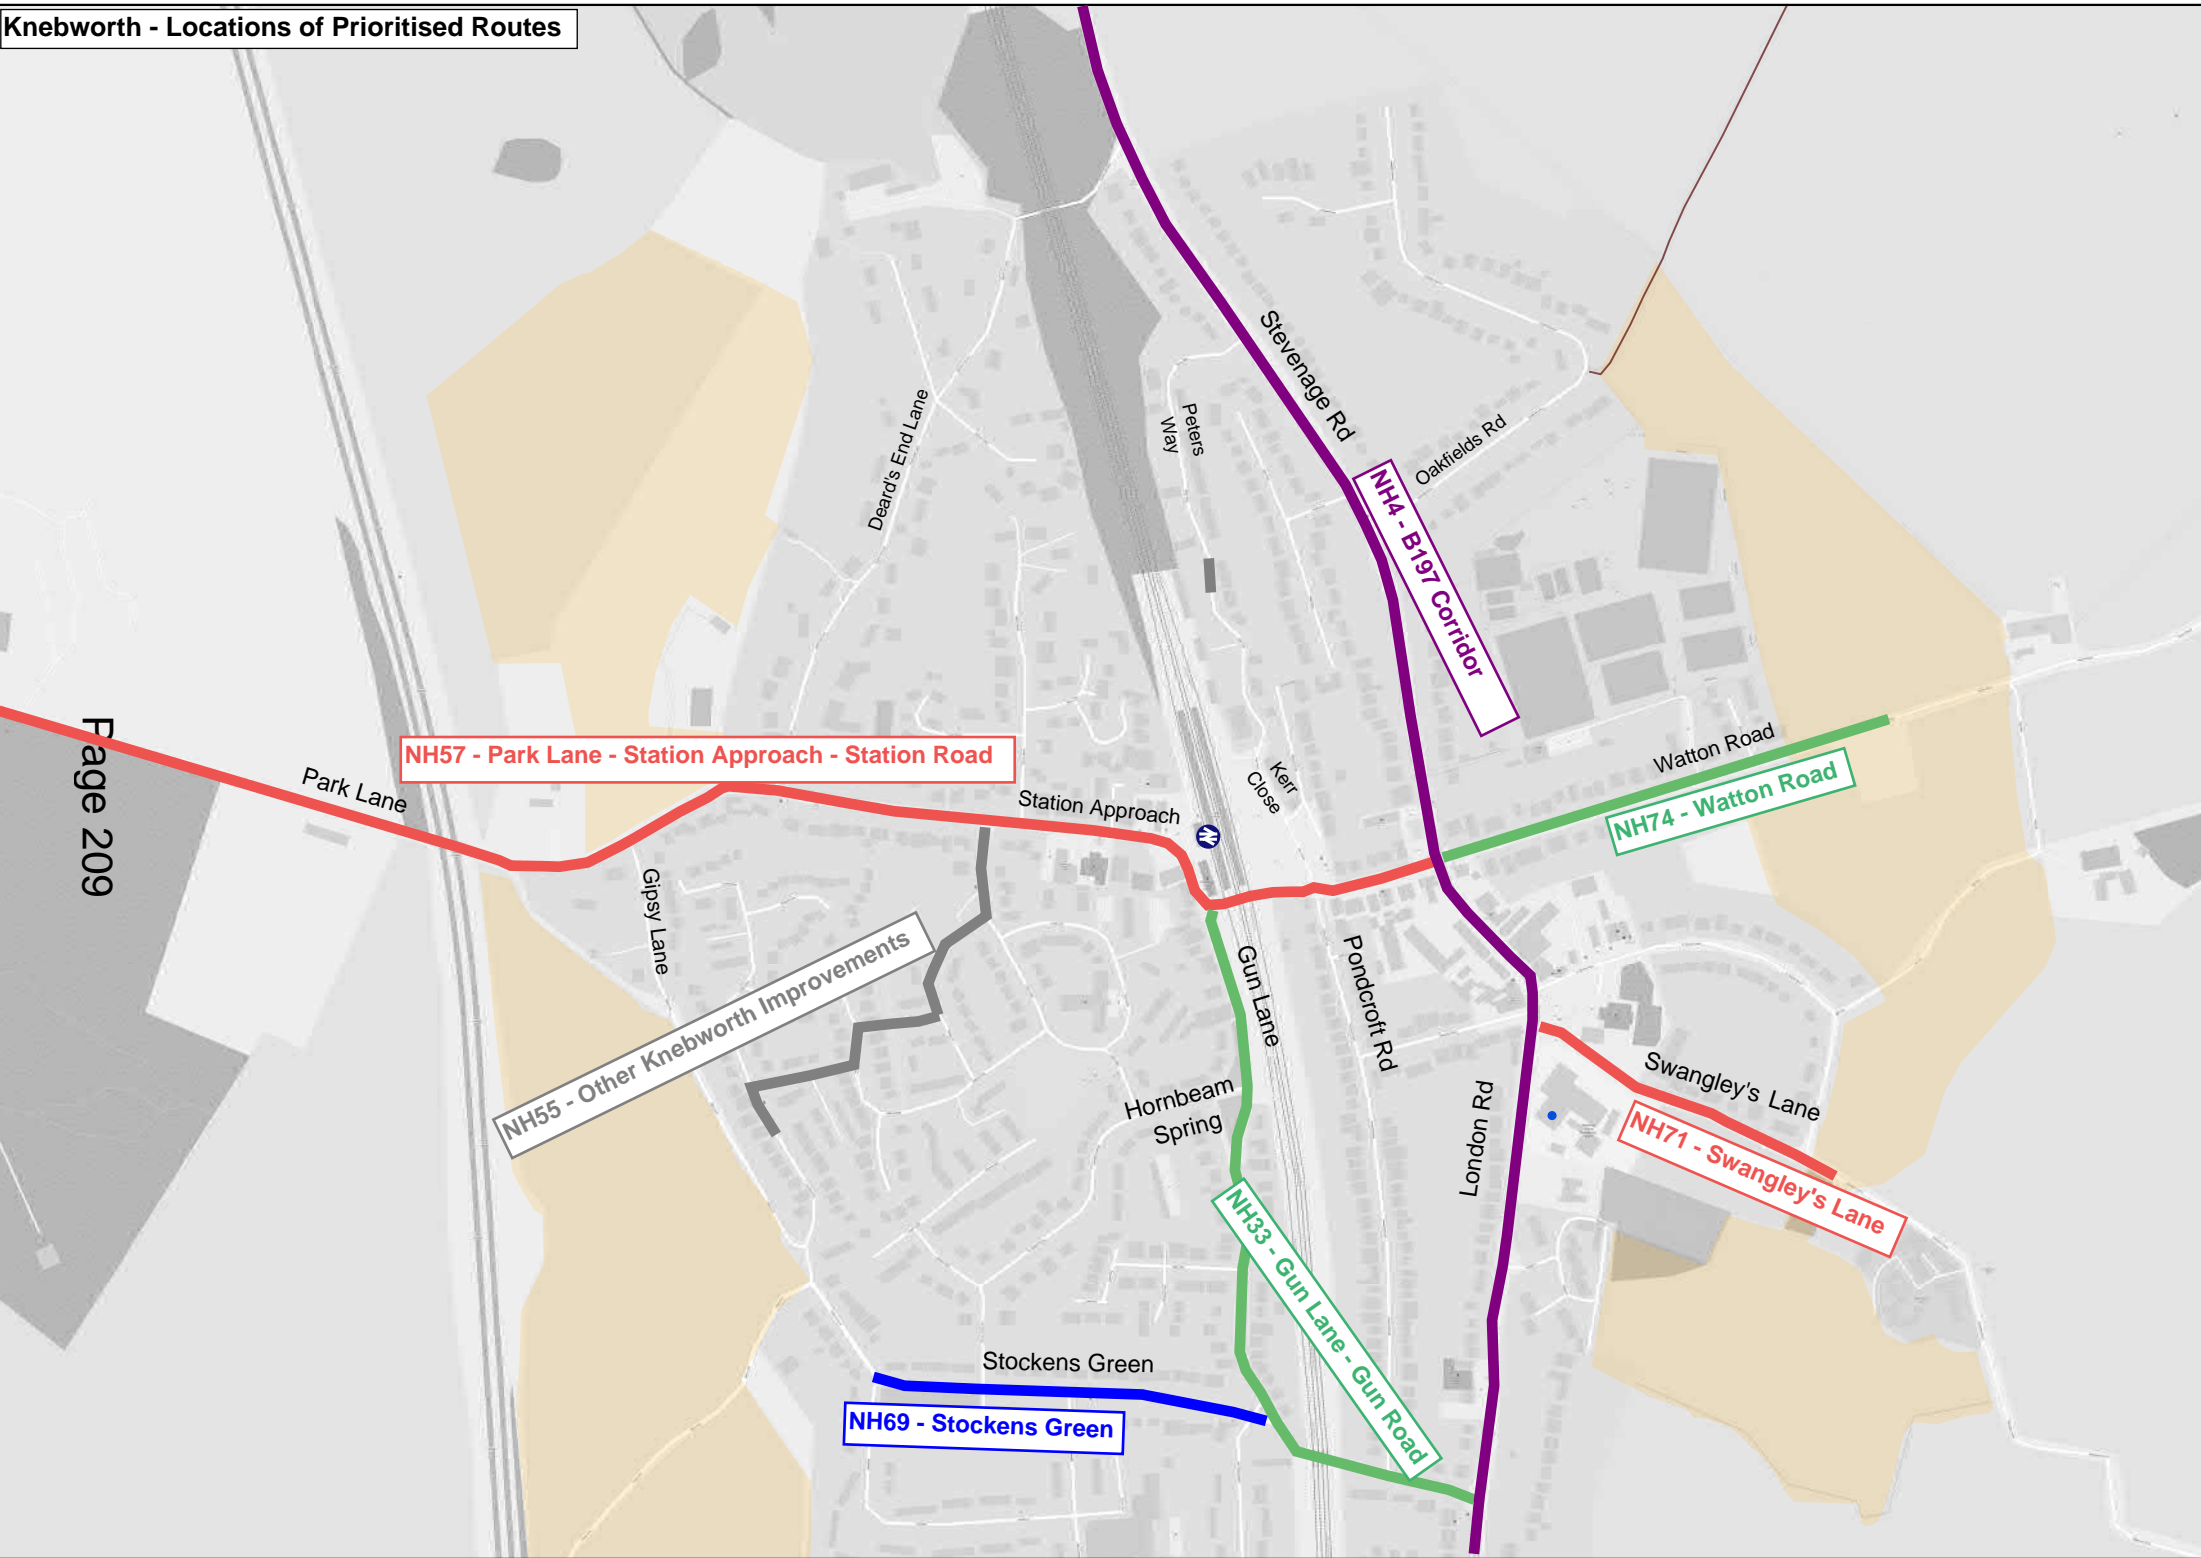 Knebworth - Locations of Prioritised Routes
Stevenage Rd
Peters
Way
Oakfields Rd
Deard's End Lane
NH4 - B197 Corridor
Page 209
NH57 - Park Lane - Station Approach - Station Road
Park Lane
Station Approach
Kerr
Close
Watton Road
NH74 - Watton Road
Gipsy Lane
NH55 - Other Knebworth Improvements
Gun Lane
Pondcroft Rd
Hornbeam
Spring
London Rd
Swangley's Lane
NH71 - Swangley's Lane
NH33 - Gun Lane - Gun Road
Stockens Green
NH69 - Stockens Green